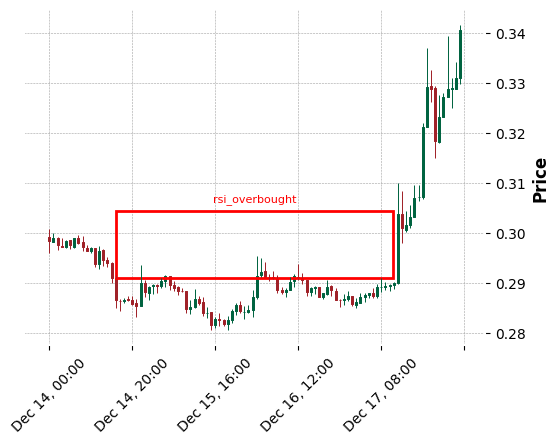 0.34
0.33
0.32
0.31
0.30
0.29
0.28
Price
rsi_overbought
Dec 14, 00:00
Dec 14, 20:00
Dec 15, 16:00
Dec 16, 12:00
Dec 17, 08:00